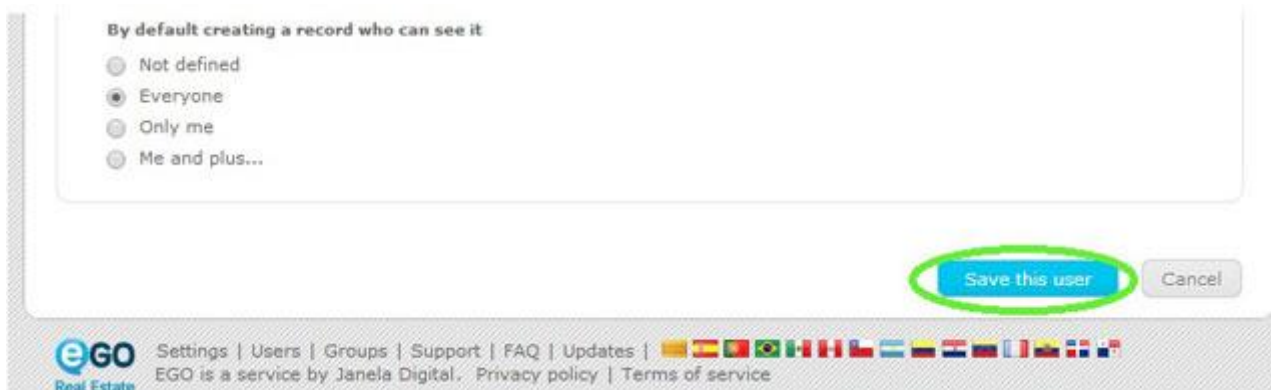 By default creating a record who can see it
Not defined
Everyone
Only me
Me and plus...
Save this user
Cancel
eGO
Real Estate
Settings | Users | Groups | Support | FAQ | Updates |
EGO is a service by Janela Digital. Privacy policy | Terms of service